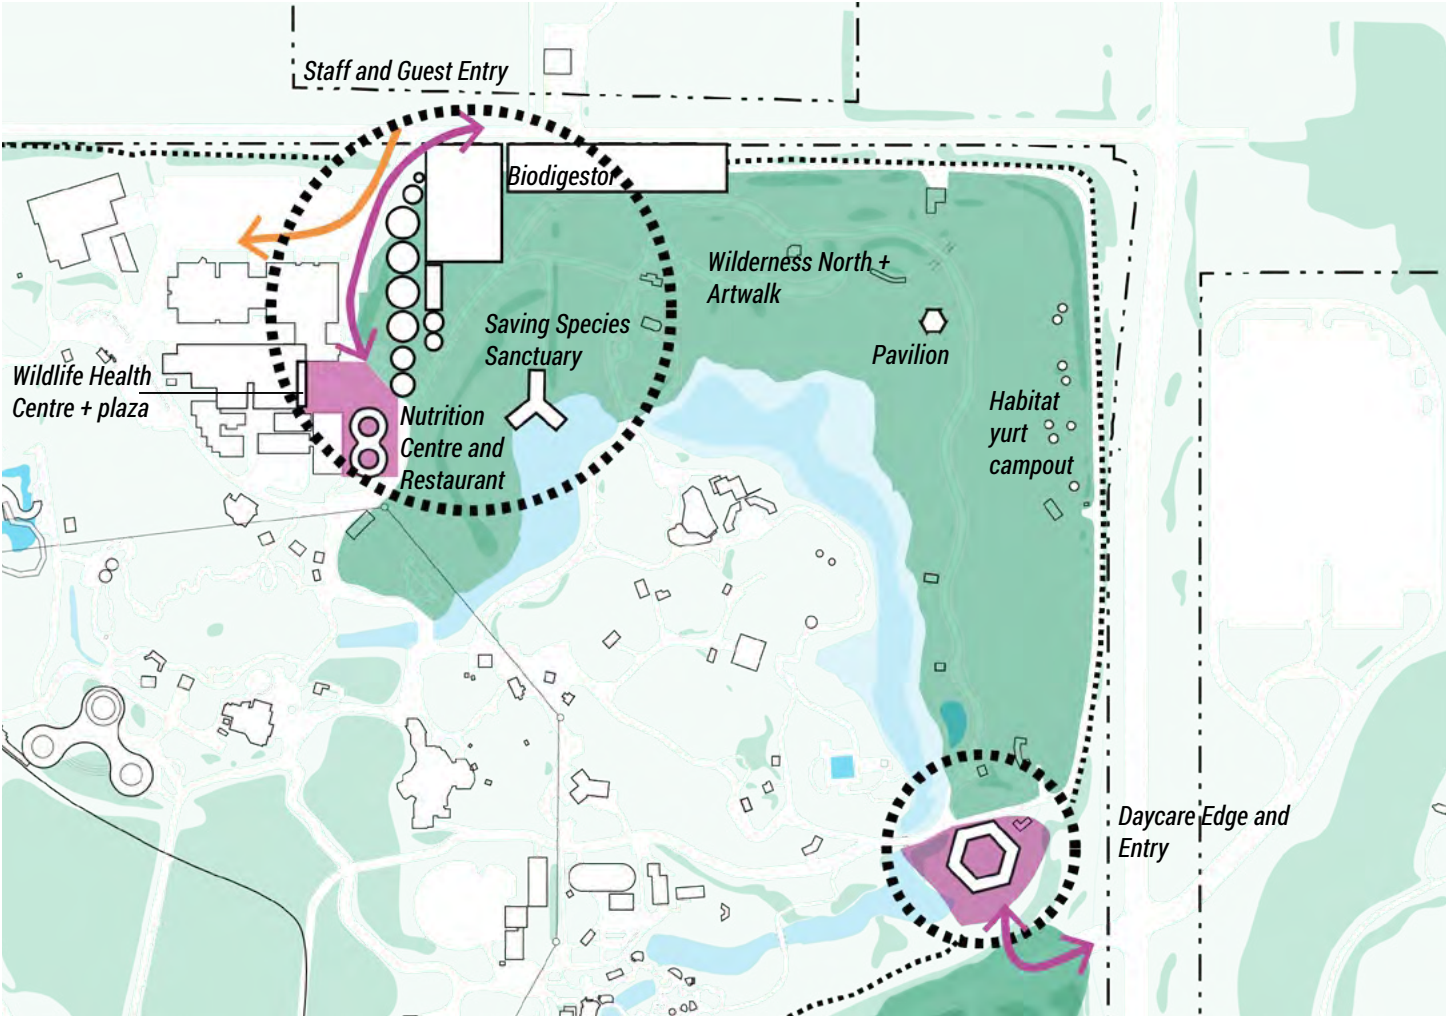 Staff and Guest Entry
Biodigestor
Wilderness North +
Artwalk
Saving Species
Sanctuary
Pavilion
Wildlife Health
Centre + plaza
Habitat
yurt
campout
Nutrition
Centre and
Restaurant
Daycare Edge and
Entry